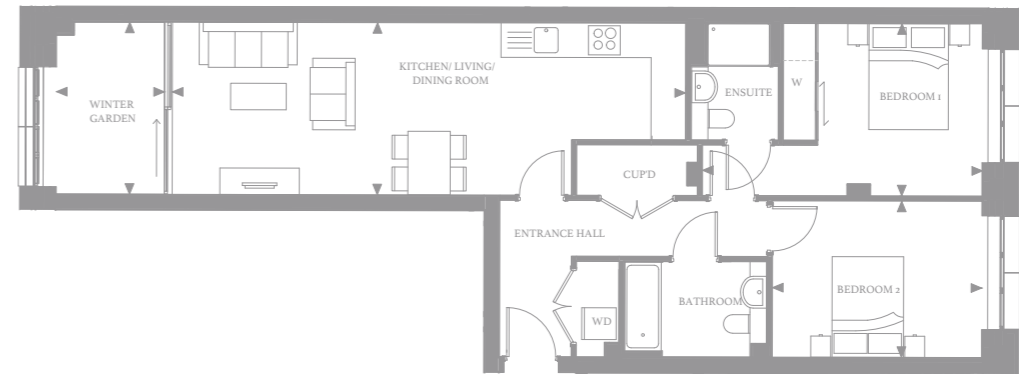 KITCHEN/ LIVING/
DINING ROOM
WINTER
GARDEN
ENSUITE
W
BEDROOM 1
CUP'D
ENTRANCE HALL
BATHROOM
WD
BEDROOM 2